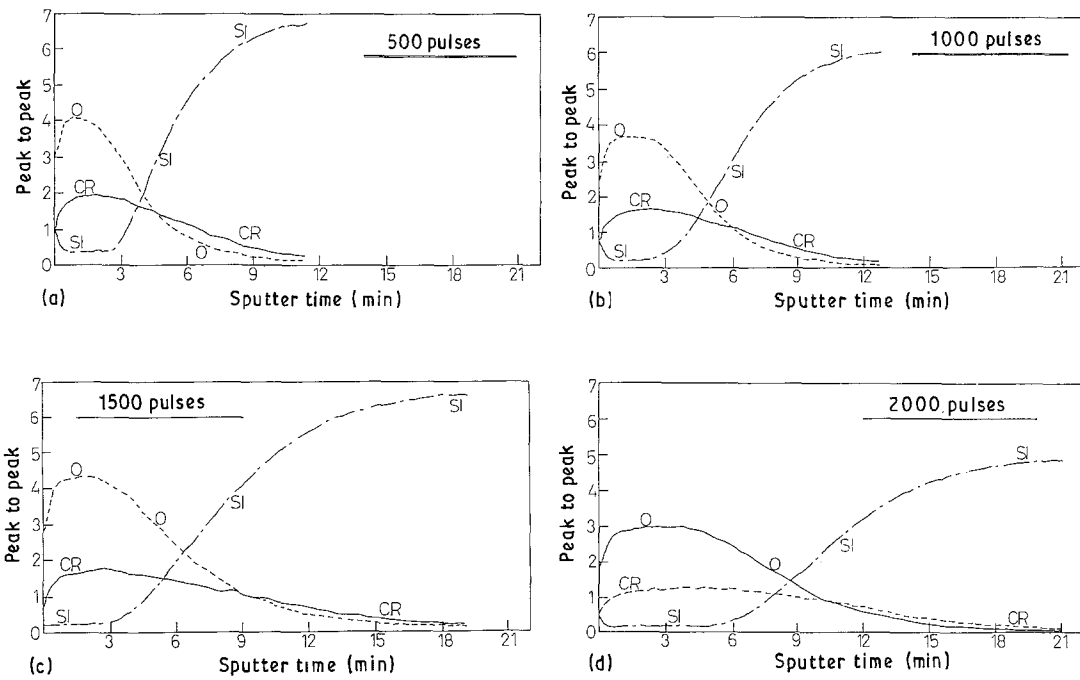 500 pulses
Peak to peak
7
6
5
4
3
2
1
0
SI
O
SI
CR
SI
CR
O
3 6 9 12 15 18 21
(a) Sputter time (min)
1000 pulses
Peak to peak
7
6
5
4
3
2
1
0
SI
O
SI
CR
O
SI
CR
3 6 9 12 15 18 21
(b) Sputter time (min)
1500 pulses
Peak to peak
7
6
5
4
3
2
1
0
SI
O
O
SI
CR
SI
CR
3 6 9 12 15 18 21
(c) Sputter time (min)
2000 pulses
Peak to peak
7
6
5
4
3
2
1
0
SI
O
SI
O
CR
SI
CR
3 6 9 12 15 18 21
(d) Sputter time (min)